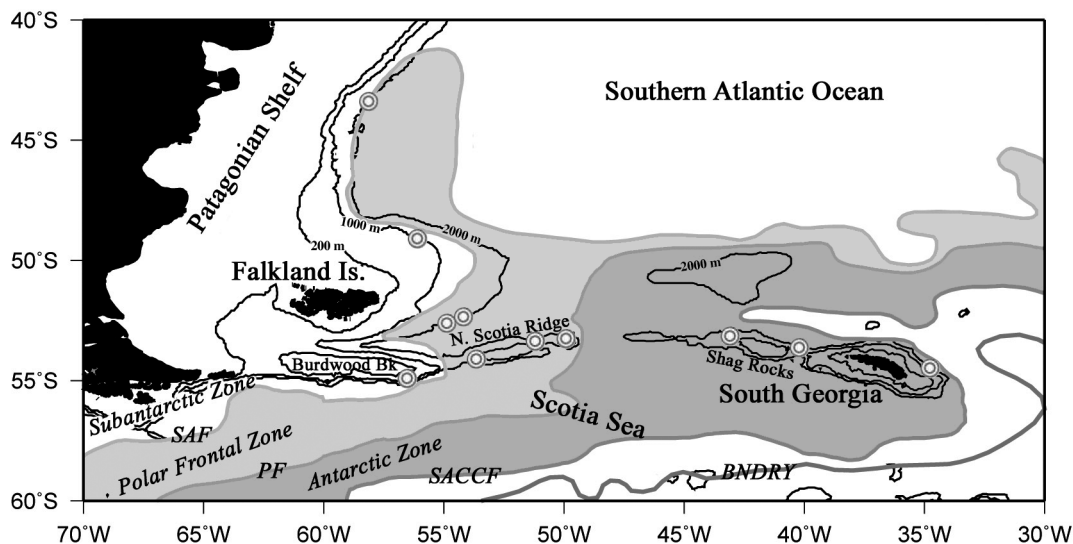 40°S
45°S
50°S
55°S
60°S
70°W
65°W
60°W
55°W
50°W
45°W
40°W
35°W
30°W
Southern Atlantic Ocean
Patagonian Shelf
1000 m
2000 m
200 m
Falkland Is.
2000 m
N. Scotia Ridge
Burdwood Bk
Shag Rocks
South Georgia
Scotia Sea
Subantarctic Zone
SAF
Polar Frontal Zone
PF
Antarctic Zone
SACCF
BNDRY